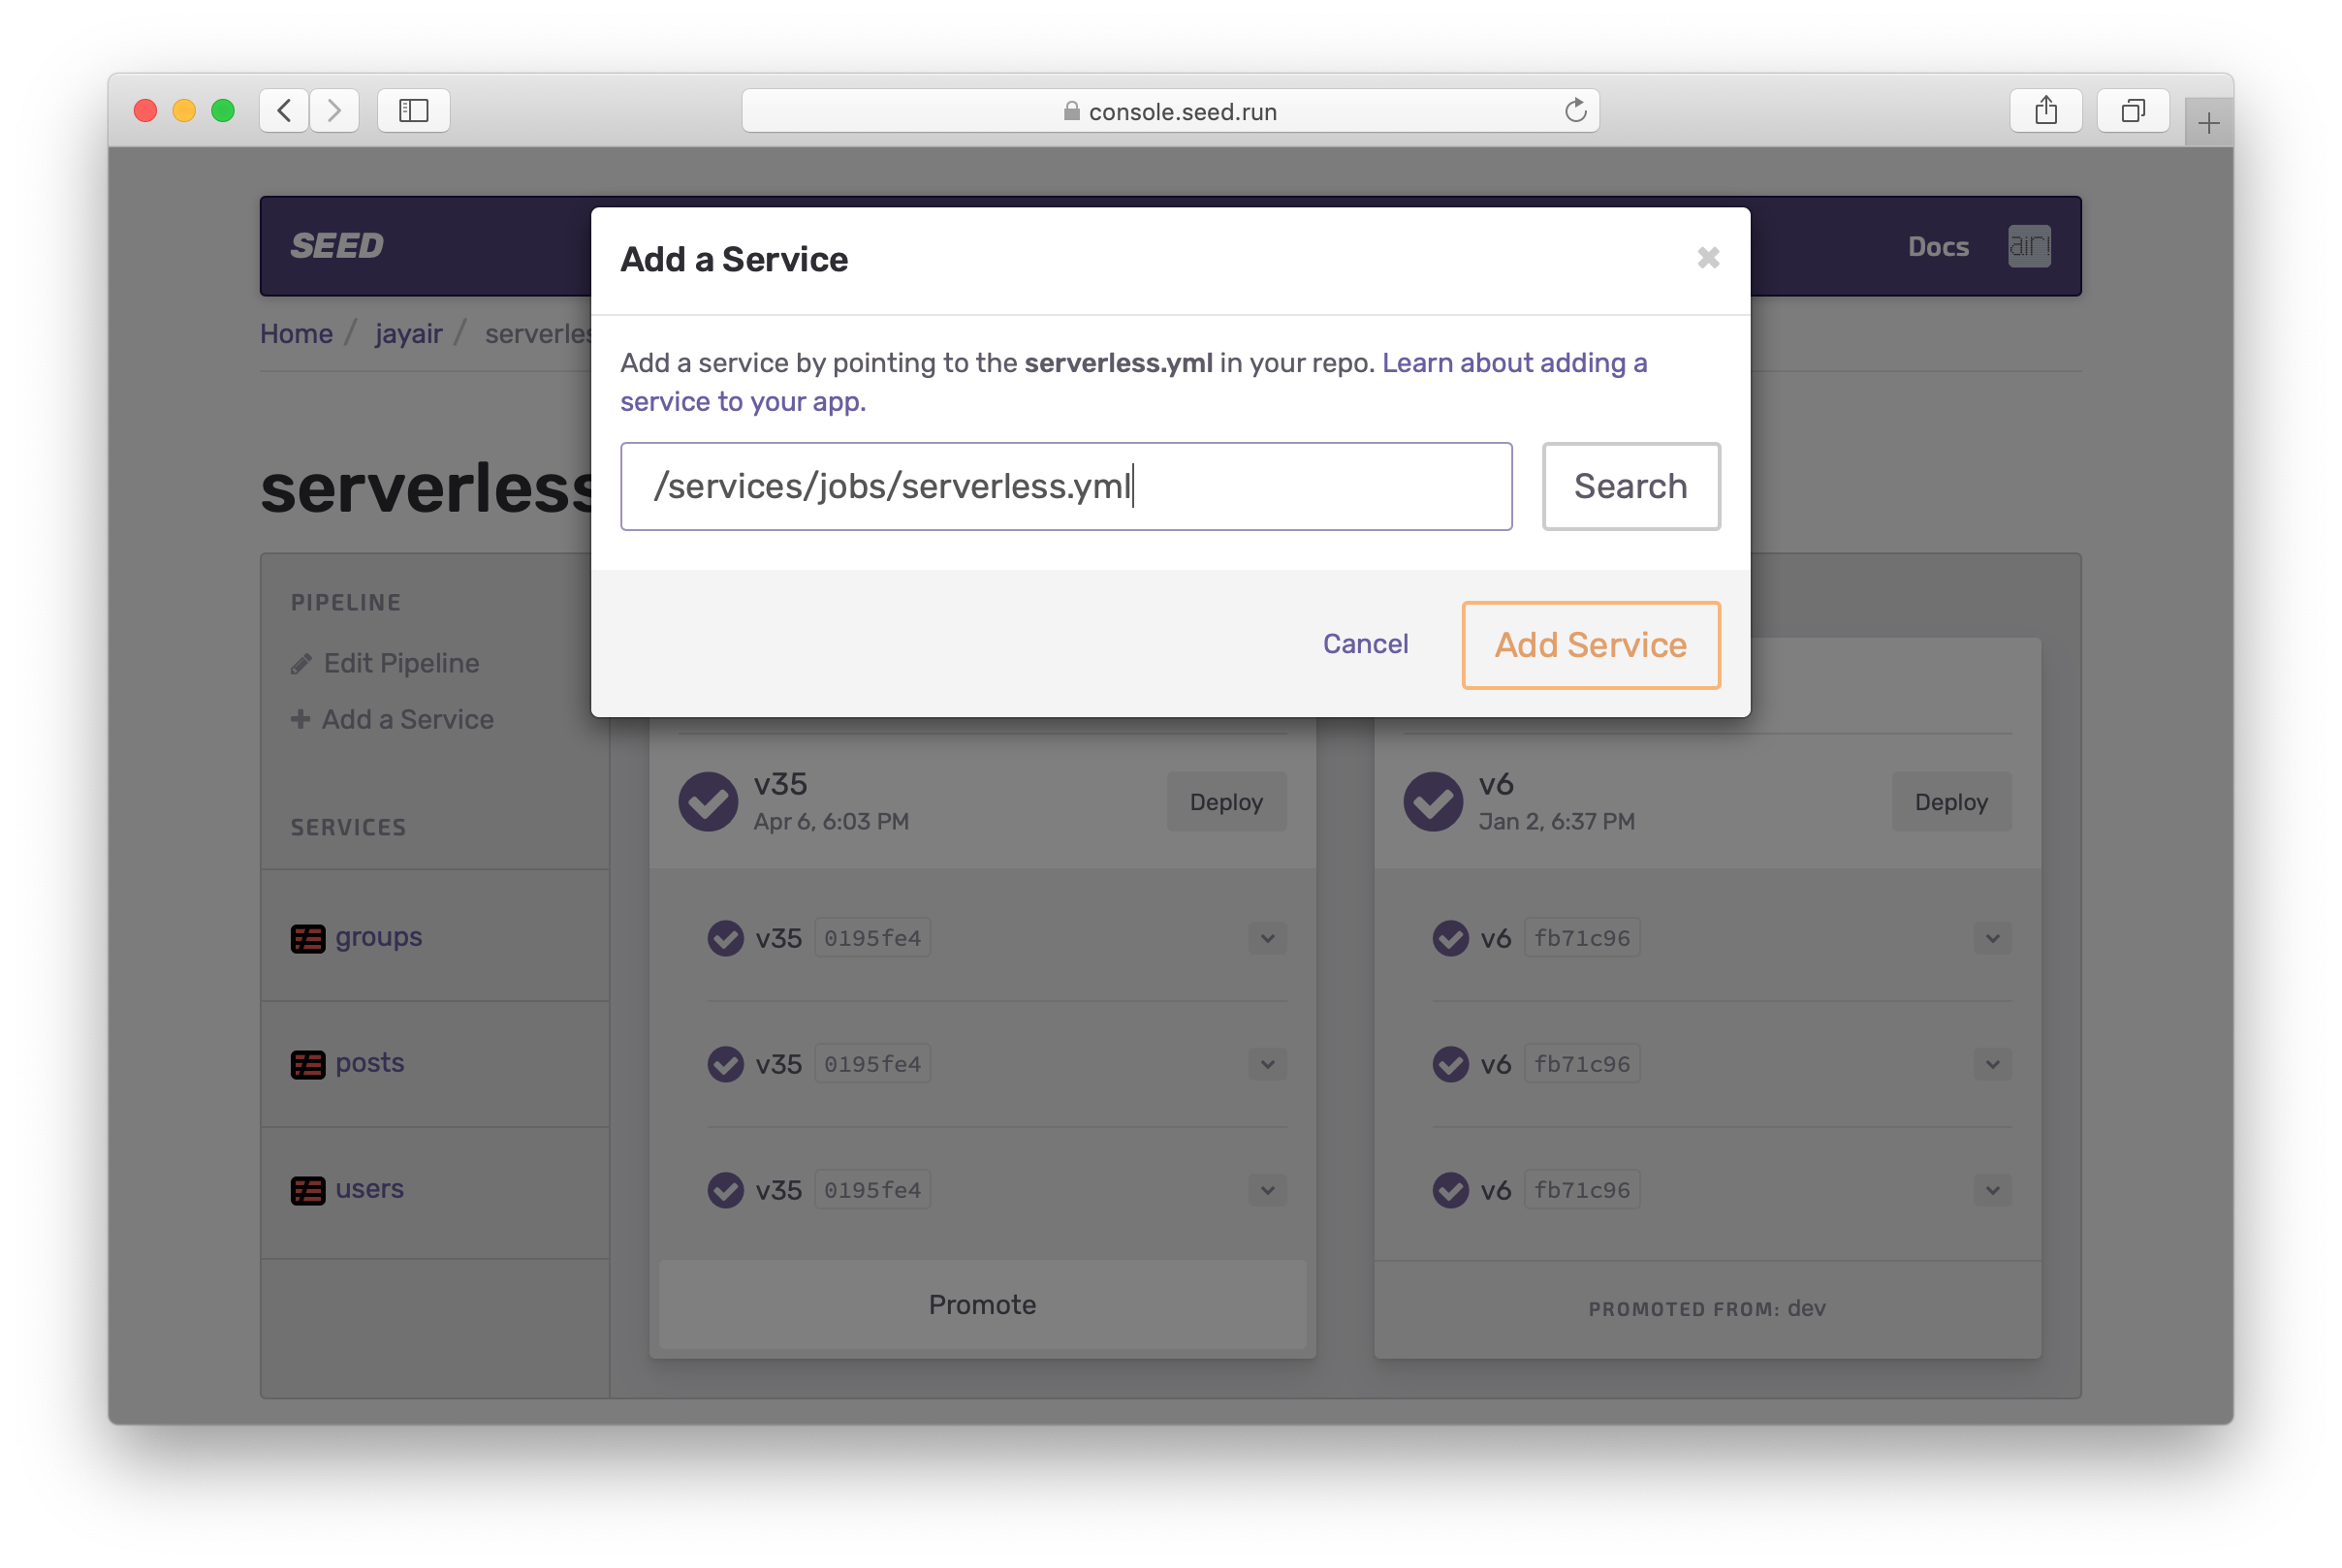 console.seed.run
SEED
Docs
Add a Service
Home / jayair /
Add a service by pointing to the serverless.yml in your repo. Learn about adding a
service to your app.
/services/jobs/serverless.yml
Search
Cancel
Add Service
PIPELINE
Edit Pipeline
Add a Service
SERVICES
groups
posts
users
v35
Apr 6, 6:03 PM
Deploy
v35 0195fe4
v35 0195fe4
v35 0195fe4
Promote
v6
Jan 2, 6:37 PM
Deploy
v6 fb71c96
v6 fb71c96
v6 fb71c96
PROMOTED FROM: dev